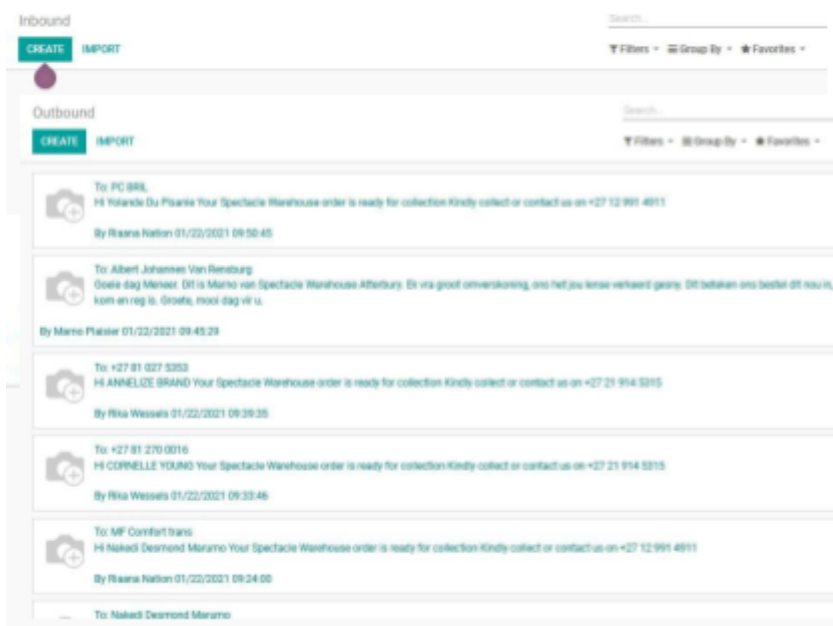 Inbound
Search...
CREATE IMPORT
Filters Group By Favorites
Outbound
Search...
CREATE IMPORT
Filters Group By Favorites
To: PC BRIL
Hi Yolande Du Pisanie Your Spectacle Warehouse order is ready for collection Kindly collect or contact us on +27 12 991 4911
By Riaana Nation 01/22/2021 09:50:45
To: Albert Johannes Van Rensburg
Goeie dag Meneer. Dit is Marno van Spectacle Warehouse Atterbury. Ek vra groot omverskoning, ons het jou lense verkeerd Dit beteken ons bestel dit nou in,
kom en reg is. Groete, mooi dag vir u.
By Marno Plaisier 01/22/2021 09:45:29
To: +27 81 027 5353
Hi ANNELIZE BRAND Your Spectacle Warehouse order is ready for collection Kindly collect or contact us on +27 21 914 5315
By Rika Wessels 01/22/2021 09:39:35
To: +27 81 270 0016
Hi CORNELLE YOUNG Your Spectacle Warehouse order is ready for collection Kindly collect or contact us on +27 21 914 5315
By Rika Wessels 01/22/2021 09:33:46
To: MF Comfort trans
Hi Nakedi Desmond Marumo Your Spectacle Warehouse order is ready for collection Kindly collect or contact us on +27 12 991 4911
By Riaana Nation 01/22/2021 09:24:00
To: Nakedi Desmond Marumo